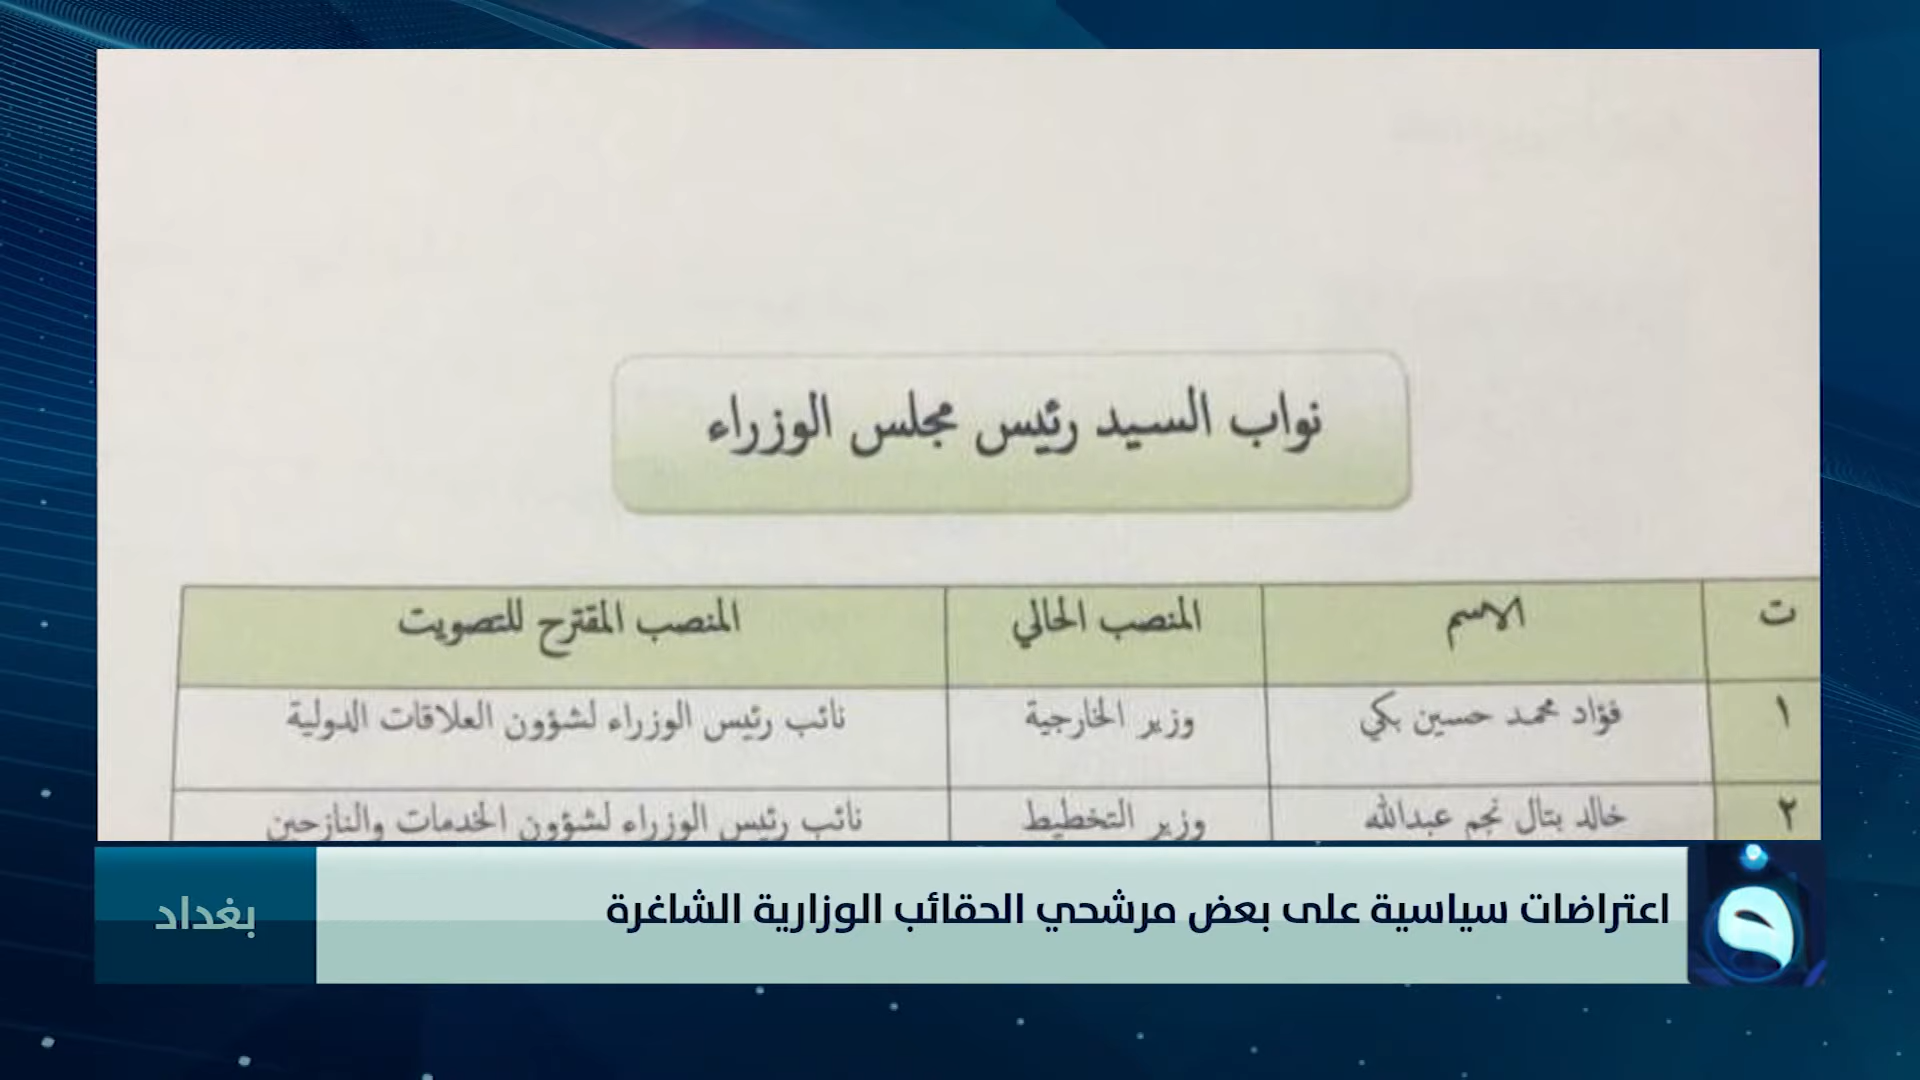 نواب السيد رئيس مجلس الوزراء
ت الاسم المنصب الحالي المنصب المقترح للتصويت
١ فؤاد محمد حسين بكي وزير الخارجية نائب رئيس الوزراء لشؤون العلاقات الدولية
٢ خالد بتال نجم عبدالله وزير التخطيط نائب رئيس الوزراء لشؤون الخدمات والنازحين
اعتراضات سياسية على بعض مرشحي الحقائب الوزارية الشاغرة
بغداد